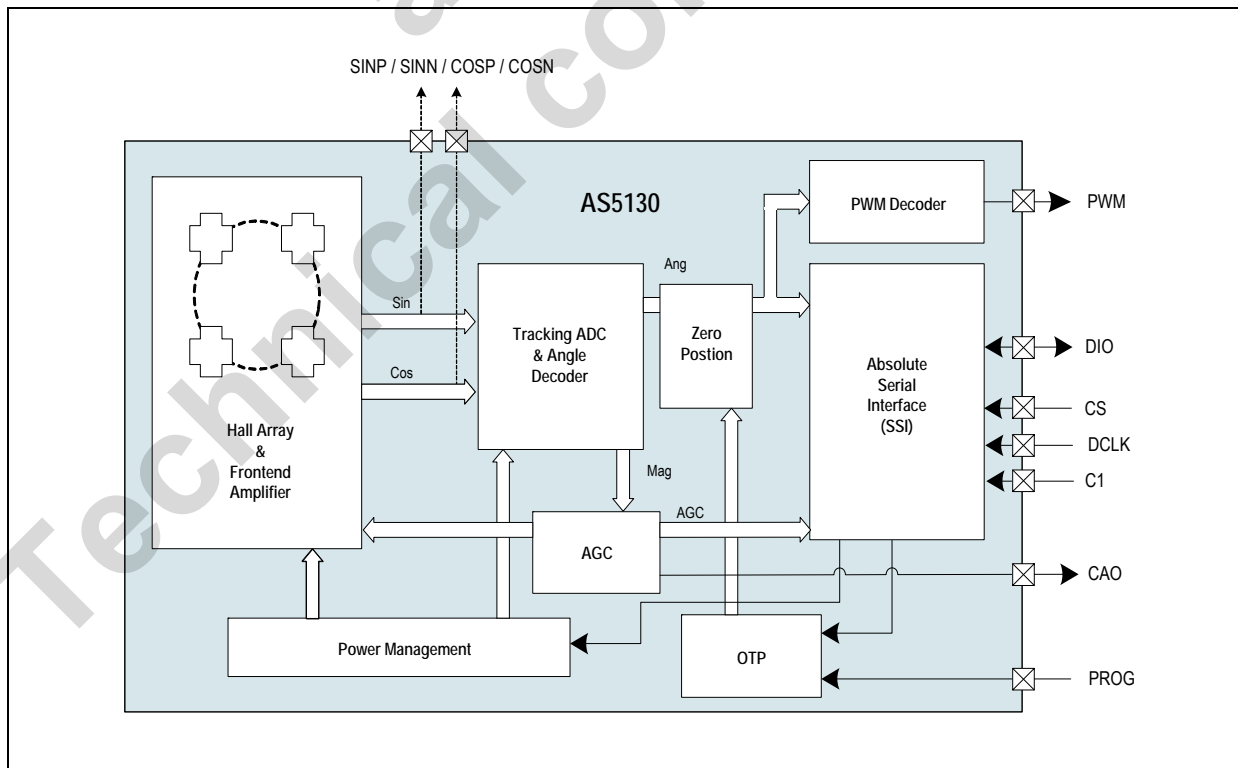 SINP / SINN / COSP / COSN
AS5130
PWM Decoder
PWM
Ang
Sin
Tracking ADC
& Angle
Decoder
Zero
Postion
Absolute
Serial
Interface
(SSI)
DIO
Cos
CS
DCLK
C1
Hall Array
&
Frontend
Amplifier
Mag
AGC
AGC
CAO
Power Management
OTP
PROG
Technical